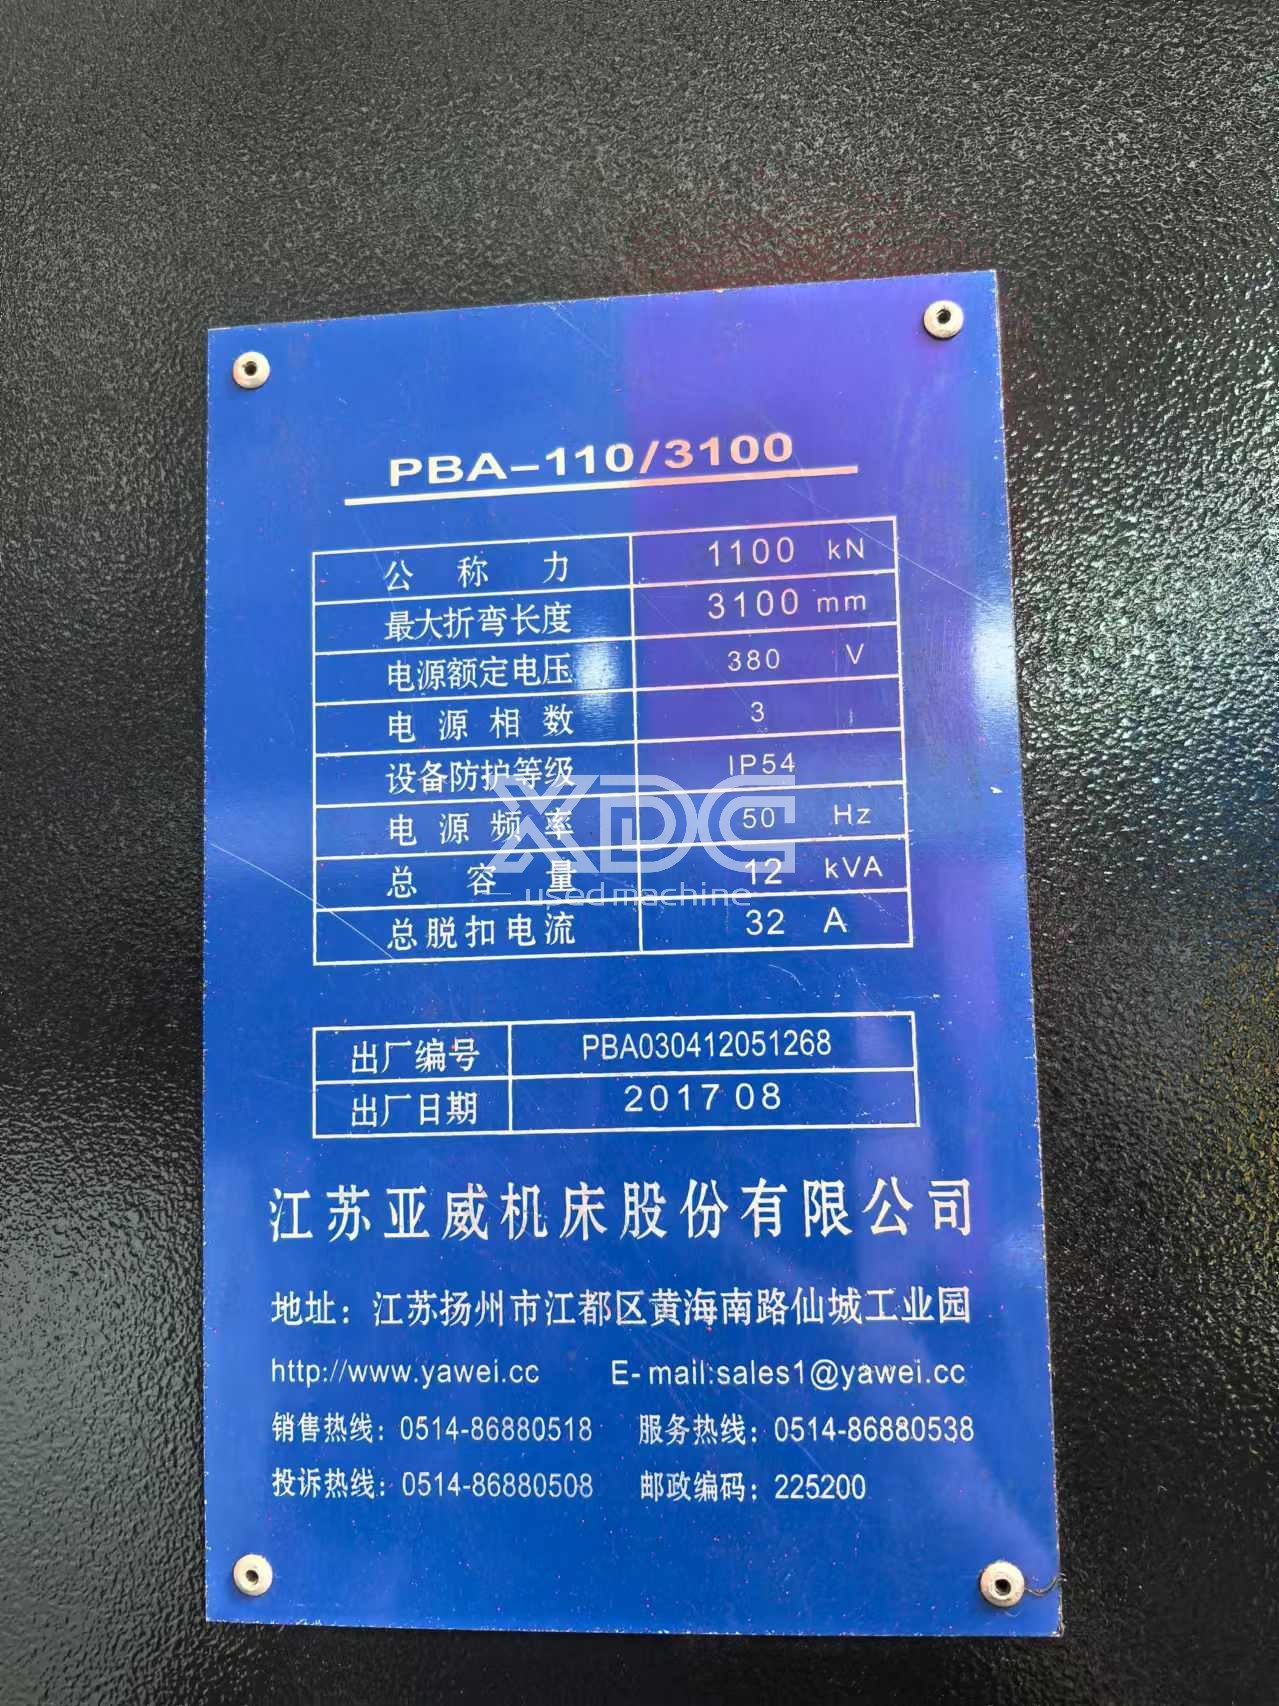 PBA-110/3100
公称力 1100 kN
最大折弯长度 3100 mm
电源额定电压 380 V
电源相数 3
设备防护等级 IP54
电源频率 50 Hz
总容量 12 kVA
总脱扣电流 32 A
XDC
used machine
出厂编号 PBA030412051268
出厂日期 2017 08
江苏亚威机床股份有限公司
地址：江苏扬州市江都区黄海南路仙城工业园
http://www.yawei.cc E-mail:sales1@yawei.cc
销售热线：0514-86880518 服务热线：0514-86880538
投诉热线：0514-86880508 邮政编码：225200